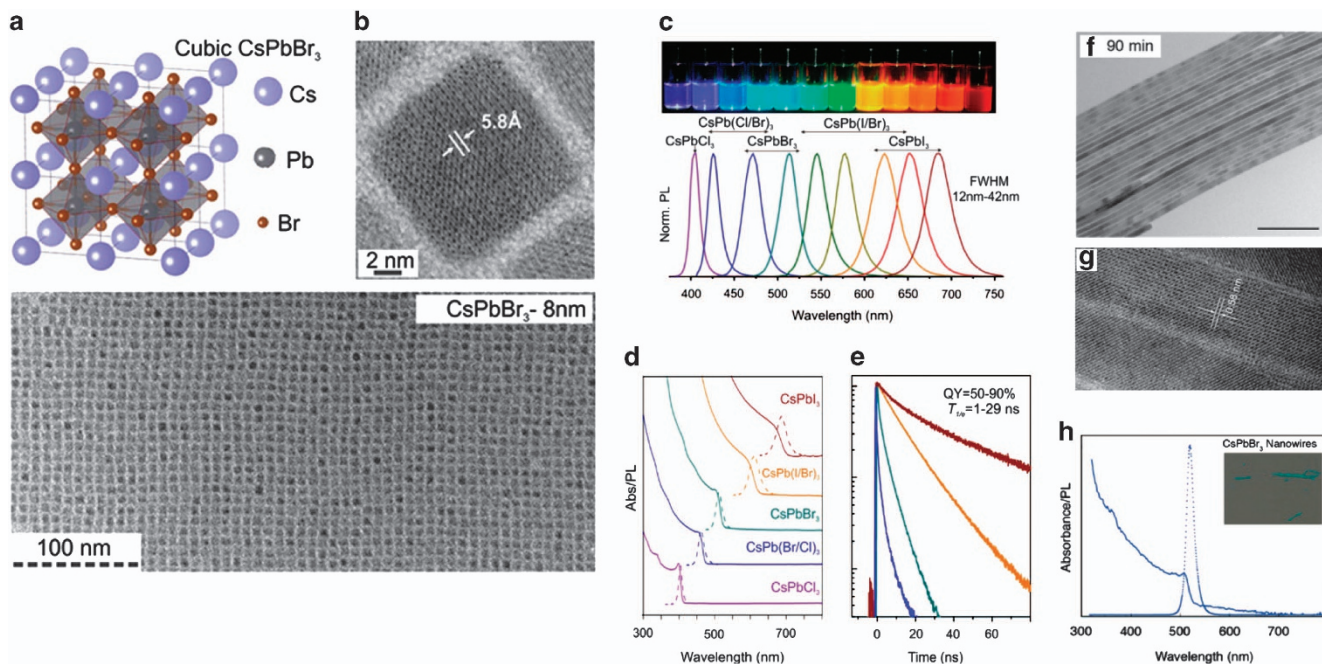 a
Cubic CsPbBr₃
Cs
Pb
Br
b
5.8Å
2 nm
CsPbBr₃- 8nm
100 nm
c
CsPb(Cl/Br)₃
CsPb(I/Br)₃
CsPbCl₃
CsPbBr₃
CsPbI₃
FWHM
12nm-42nm
Norm. PL
400 450 500 550 600 650 700 750
Wavelength (nm)
d
CsPbI₃
CsPb(I/Br)₃
CsPbBr₃
CsPb(Br/Cl)₃
CsPbCl₃
Abs/PL
300 500 700
Wavelength (nm)
e
QY=50-90%
T1/e=1-29 ns
0 20 40 60
Time (ns)
f
90 min
g
h
CsPbBr₃ Nanowires
Absorbance/PL
300 400 500 600 700
Wavelength (nm)